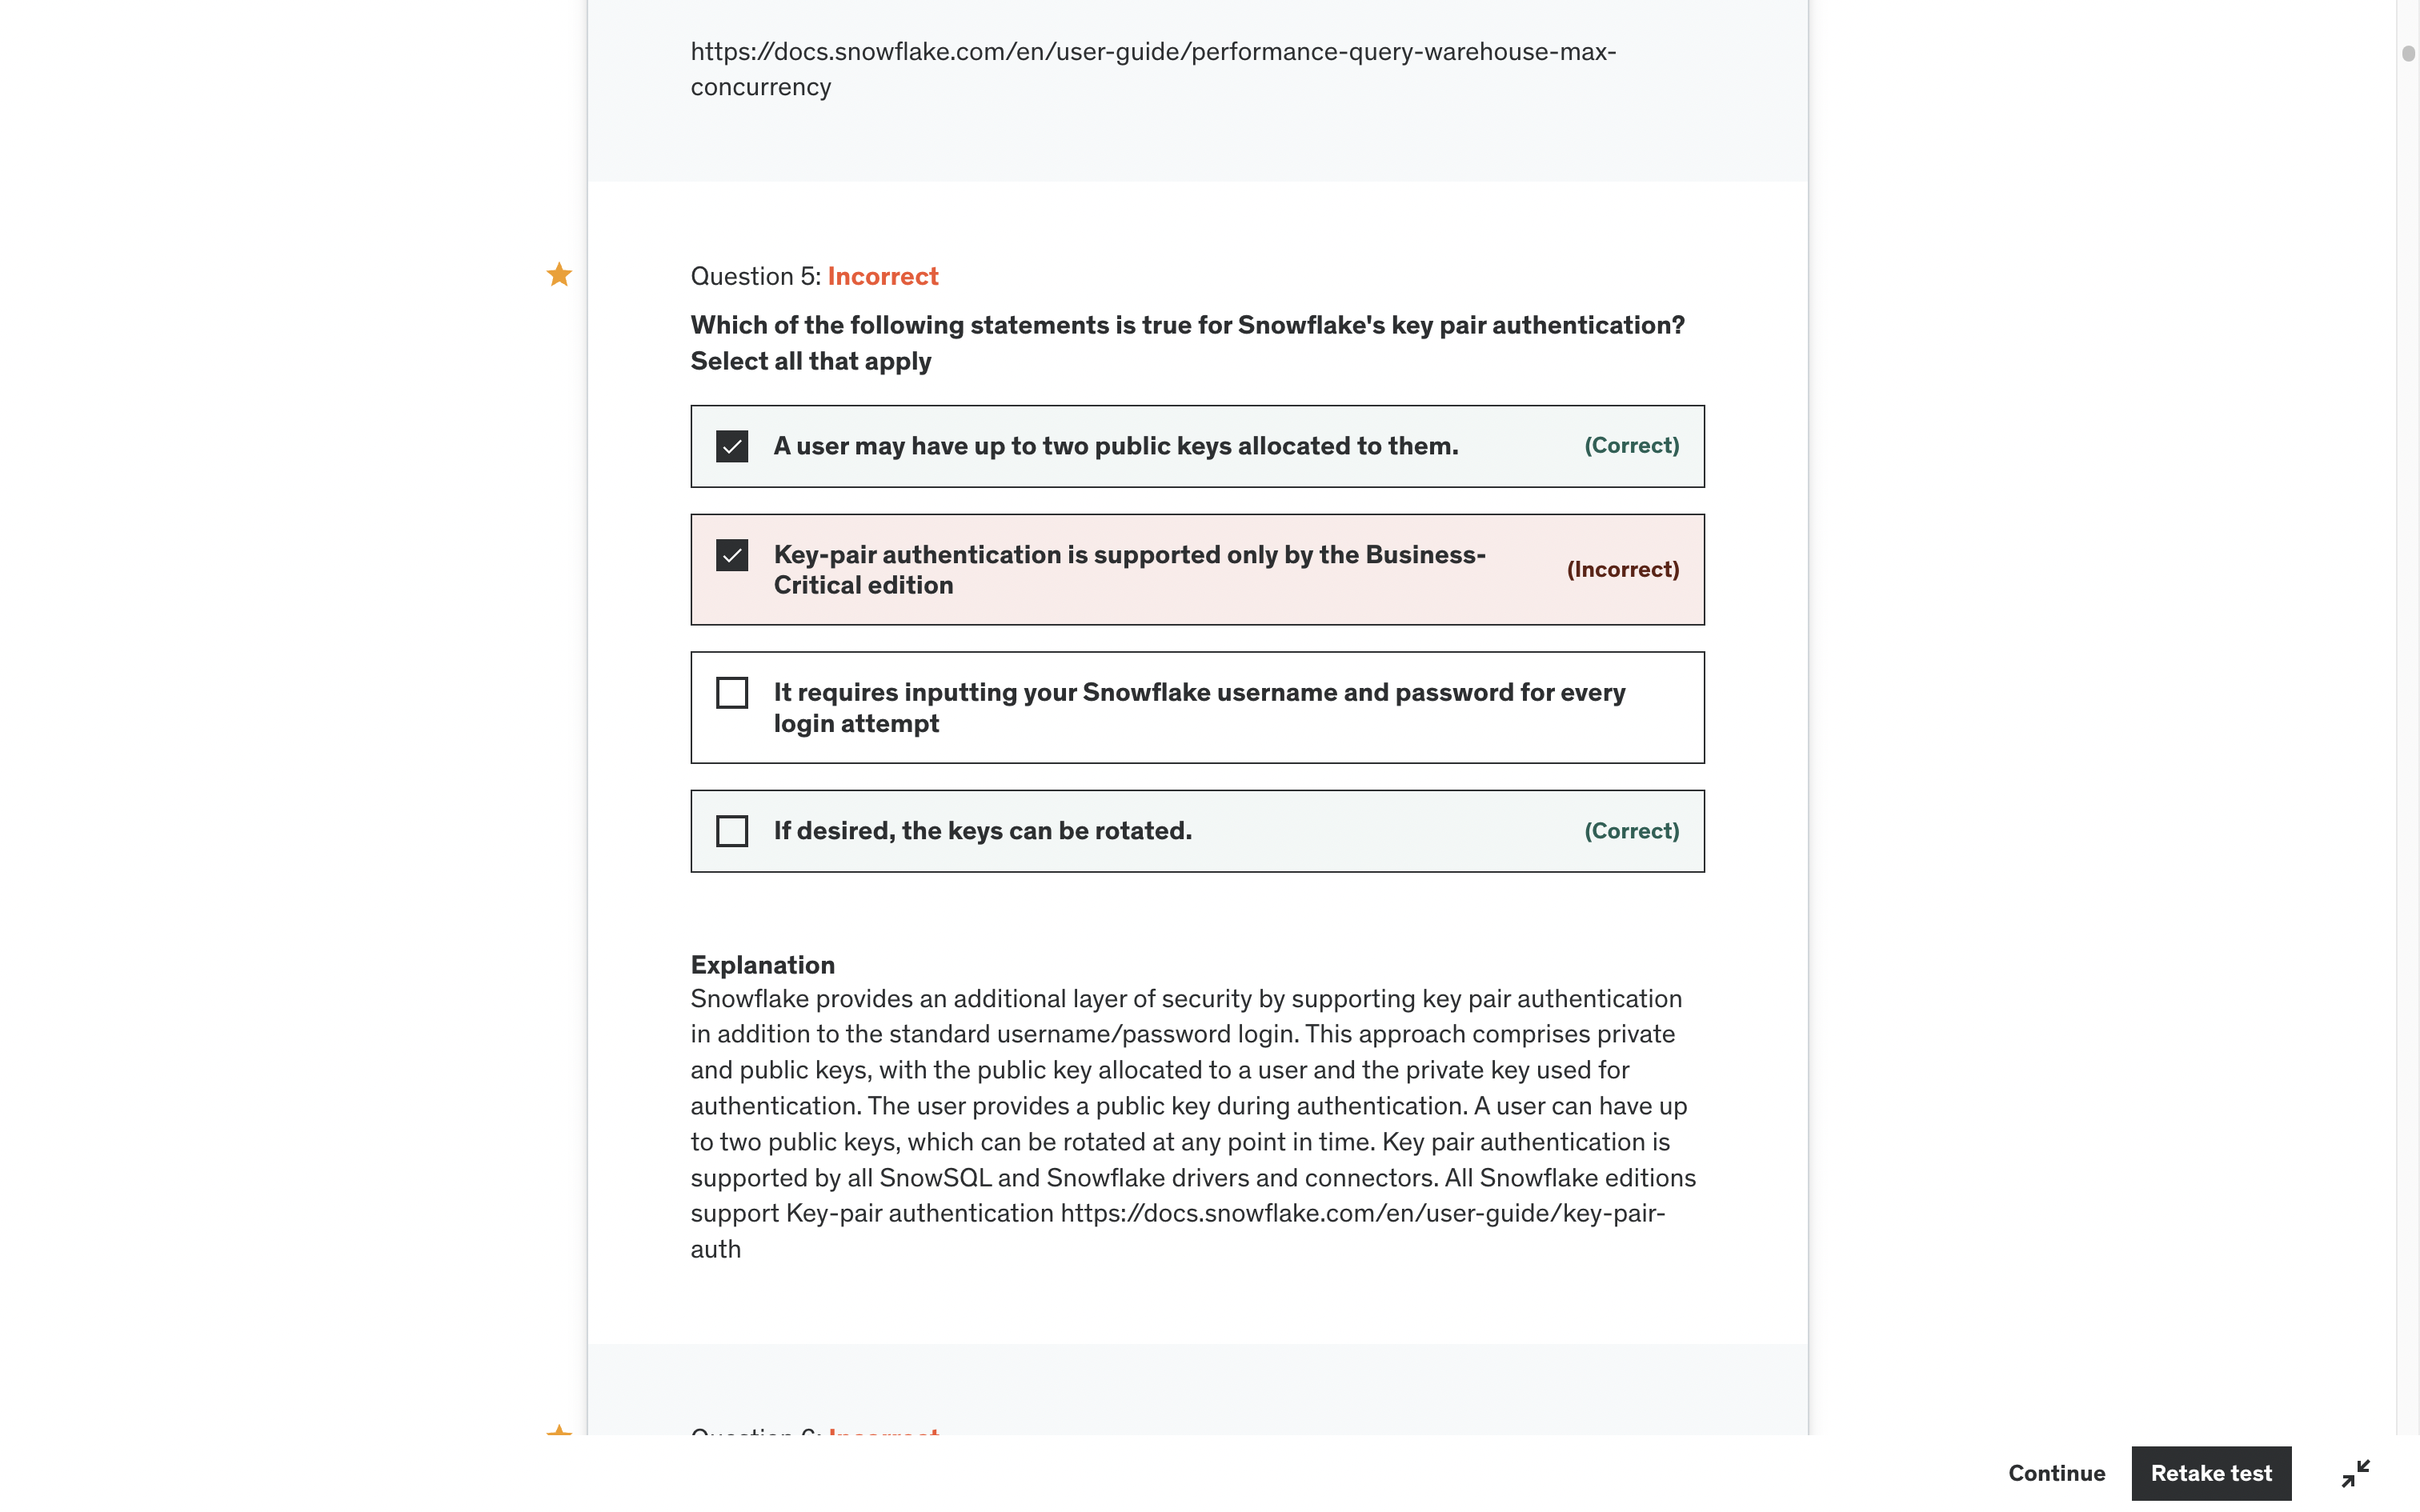 https://docs.snowflake.com/en/user-guide/performance-query-warehouse-max-
concurrency
Question 5: Incorrect
Which of the following statements is true for Snowflake's key pair authentication?
Select all that apply
A user may have up to two public keys allocated to them.
(Correct)
Key-pair authentication is supported only by the Business-
Critical edition
(Incorrect)
It requires inputting your Snowflake username and password for every
login attempt
If desired, the keys can be rotated.
(Correct)
Explanation
Snowflake provides an additional layer of security by supporting key pair authentication
in addition to the standard username/password login. This approach comprises private
and public keys, with the public key allocated to a user and the private key used for
authentication. The user provides a public key during authentication. A user can have up
to two public keys, which can be rotated at any point in time. Key pair authentication is
supported by all SnowSQL and Snowflake drivers and connectors. All Snowflake editions
support Key-pair authentication https://docs.snowflake.com/en/user-guide/key-pair-
auth
Question 6: Incorrect
Continue
Retake test